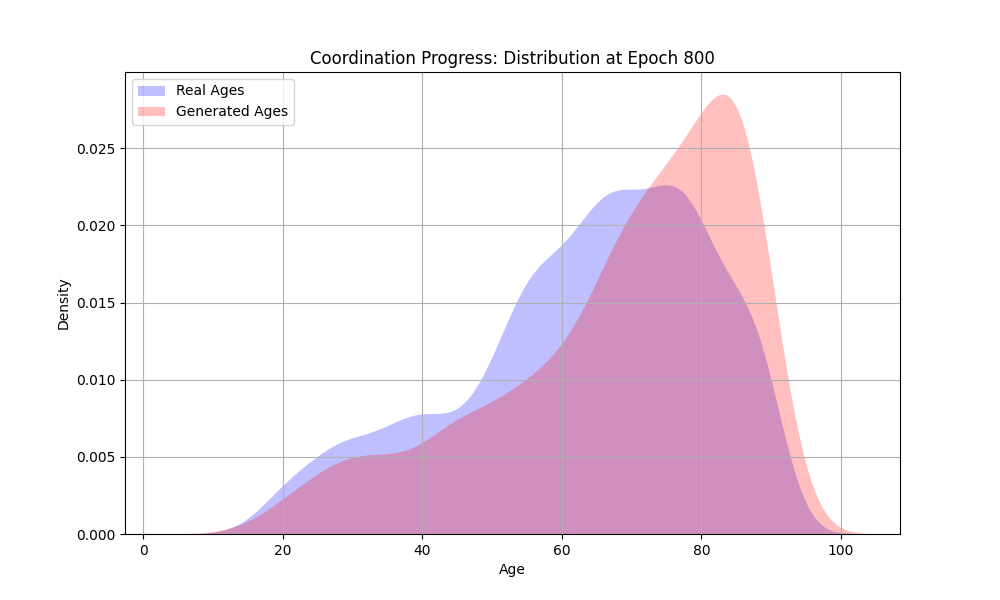 Coordination Progress: Distribution at Epoch 800
Real Ages
Generated Ages
0.025
0.020
0.015
0.010
0.005
0.000
Density
0 20 40 60 80 100
Age